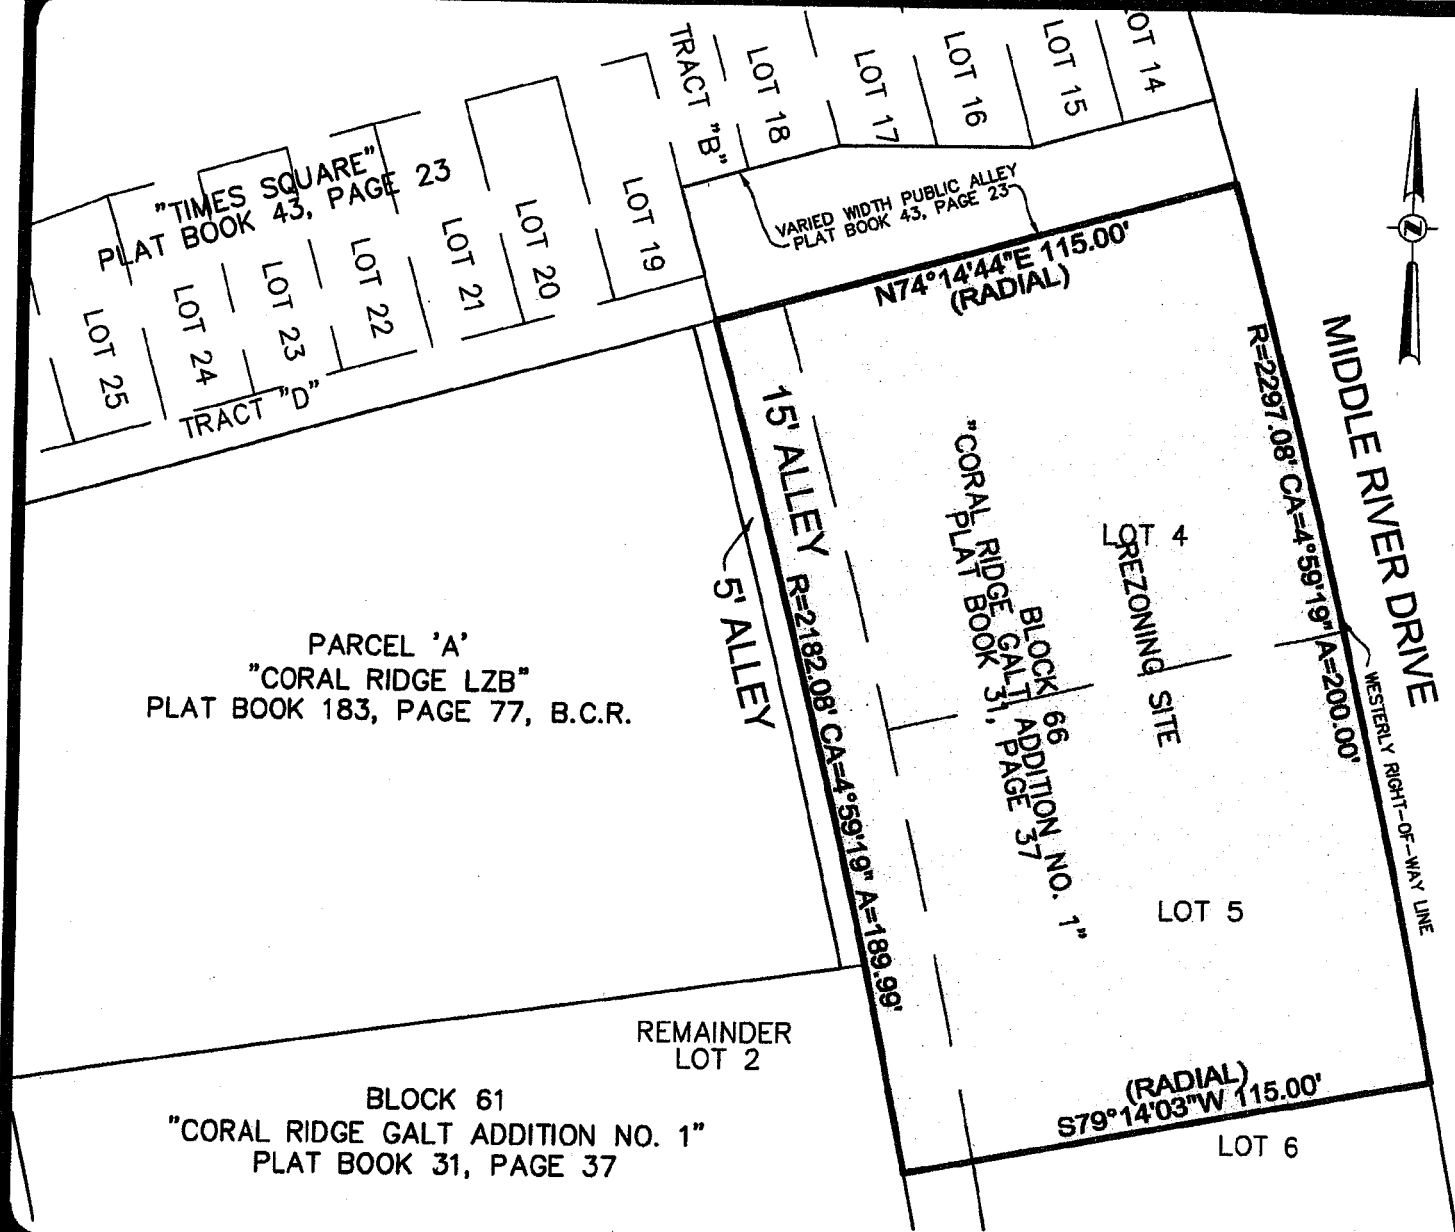 TRACT "B"
LOT 18
LOT 17
LOT 16
LOT 15
LOT 14
"TIMES SQUARE"
PLAT BOOK 43, PAGE 23
LOT 25
LOT 24
LOT 23
LOT 22
LOT 21
LOT 20
LOT 19
TRACT "D"
VARIED WIDTH PUBLIC ALLEY
PLAT BOOK 43, PAGE 23
N74°14'44"E 115.00'
(RADIAL)
Z
MIDDLE RIVER DRIVE
R=2297.08' CA=4°59'19" A=200.00'
WESTERLY RIGHT-OF-WAY LINE
15' ALLEY
5' ALLEY
R=2182.08' CA=4°59'19" A=189.99'
LOT 4
REZONING SITE
BLOCK 66
"CORAL RIDGE GALT ADDITION NO. 1"
PLAT BOOK 31, PAGE 37
LOT 5
PARCEL 'A'
"CORAL RIDGE LZB"
PLAT BOOK 183, PAGE 77, B.C.R.
REMAINDER
LOT 2
BLOCK 61
"CORAL RIDGE GALT ADDITION NO. 1"
PLAT BOOK 31, PAGE 37
(RADIAL)
S79°14'03"W 115.00'
LOT 6